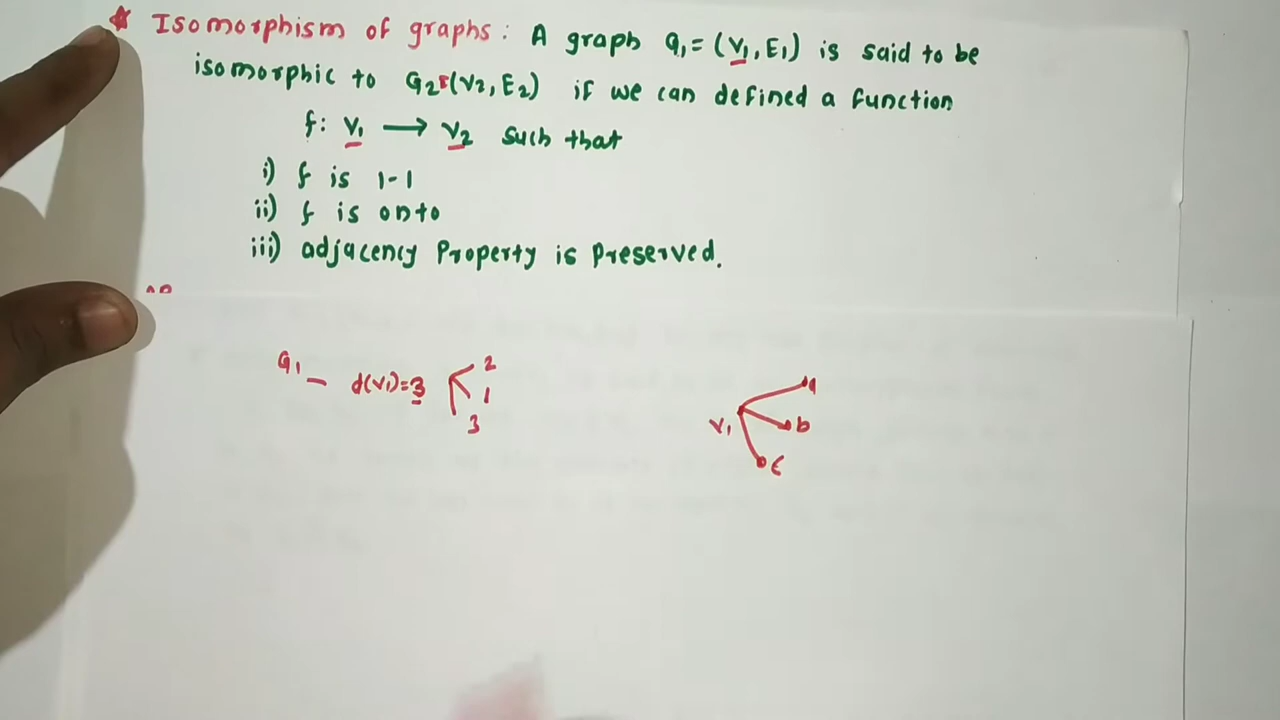 * Isomorphism of graphs: A graph G1 = (V1, E1) is said to be
isomorphic to G2 = (V2, E2) if we can defined a function
f: V1 → V2 such that
i) f is 1-1
ii) f is onto
iii) adjacency Property is Preserved.
G1 – d(V1)=3
2
1
3
V1
a
b
c